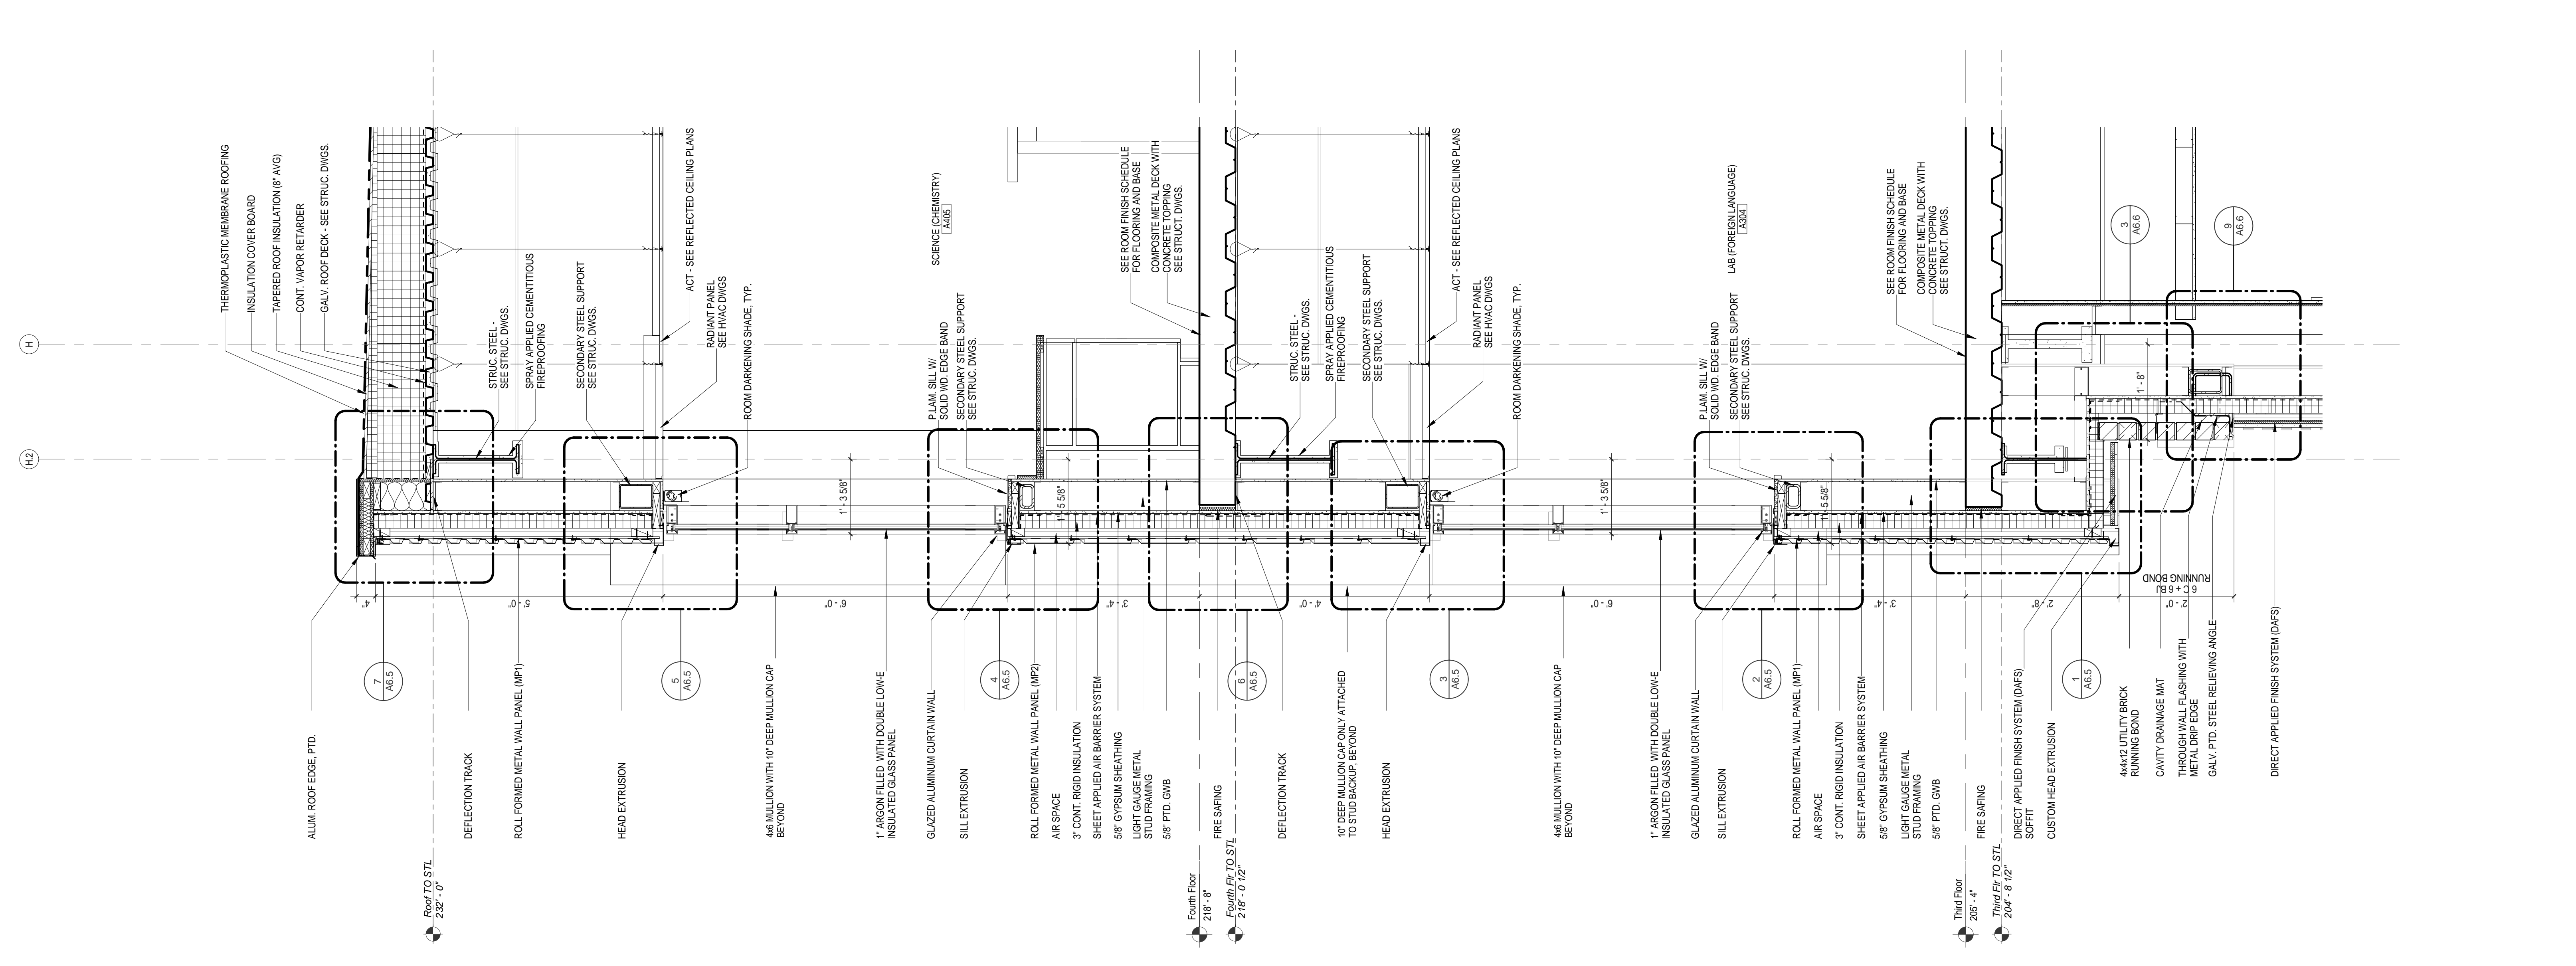 H
H.2
THERMOPLASTIC MEMBRANE ROOFING
INSULATION COVER BOARD
TAPERED ROOF INSULATION (8" AVG)
CONT. VAPOR RETARDER
GALV. ROOF DECK - SEE STRUC. DWGS.
STRUC. STEEL -
SEE STRUC. DWGS.
SPRAY APPLIED CEMENTITIOUS
FIREPROOFING
SECONDARY STEEL SUPPORT
SEE STRUC. DWGS.
ACT - SEE REFLECTED CEILING PLANS
RADIANT PANEL
SEE HVAC DWGS
ROOM DARKENING SHADE, TYP.
SCIENCE (CHEMISTRY)
A405
P.LAM. SILL W/
SOLID WD. EDGE BAND
SECONDARY STEEL SUPPORT
SEE STRUC. DWGS.
SEE ROOM FINISH SCHEDULE
FOR FLOORING AND BASE
COMPOSITE METAL DECK WITH
CONCRETE TOPPING
SEE STRUCT. DWGS.
STRUC. STEEL -
SEE STRUC. DWGS.
SPRAY APPLIED CEMENTITIOUS
FIREPROOFING
SECONDARY STEEL SUPPORT
SEE STRUC. DWGS.
ACT - SEE REFLECTED CEILING PLANS
RADIANT PANEL
SEE HVAC DWGS
ROOM DARKENING SHADE, TYP.
LAB (FOREIGN LANGUAGE)
A304
P.LAM. SILL W/
SOLID WD. EDGE BAND
SECONDARY STEEL SUPPORT
SEE STRUC. DWGS.
SEE ROOM FINISH SCHEDULE
FOR FLOORING AND BASE
COMPOSITE METAL DECK WITH
CONCRETE TOPPING
SEE STRUCT. DWGS.
3
A6.6
9
A6.6
1' - 8"
1' - 3 5/8"
1' - 5 5/8"
1' - 3 5/8"
1' - 5 5/8"
4"
5' - 0"
6' - 0"
3' - 4"
4' - 0"
6' - 0"
3' - 4"
2' - 8"
2' - 0"
6 C + 6 BJ
RUNNING BOND
7
A6.5
5
A6.5
4
A6.5
6
A6.5
3
A6.5
2
A6.5
1
A6.5
ALUM. ROOF EDGE, PTD.
DEFLECTION TRACK
ROLL FORMED METAL WALL PANEL (MP1)
HEAD EXTRUSION
4x6 MULLION WITH 10" DEEP MULLION CAP
BEYOND
1" ARGON FILLED WITH DOUBLE LOW-E
INSULATED GLASS PANEL
GLAZED ALUMINUM CURTAIN WALL
SILL EXTRUSION
ROLL FORMED METAL WALL PANEL (MP2)
AIR SPACE
3" CONT. RIGID INSULATION
SHEET APPLIED AIR BARRIER SYSTEM
5/8" GYPSUM SHEATHING
LIGHT GAUGE METAL
STUD FRAMING
5/8" PTD. GWB
FIRE SAFING
DEFLECTION TRACK
10" DEEP MULLION CAP ONLY ATTACHED
TO STUD BACKUP, BEYOND
HEAD EXTRUSION
4x6 MULLION WITH 10" DEEP MULLION CAP
BEYOND
1" ARGON FILLED WITH DOUBLE LOW-E
INSULATED GLASS PANEL
GLAZED ALUMINUM CURTAIN WALL
SILL EXTRUSION
ROLL FORMED METAL WALL PANEL (MP1)
AIR SPACE
3" CONT. RIGID INSULATION
SHEET APPLIED AIR BARRIER SYSTEM
5/8" GYPSUM SHEATHING
LIGHT GAUGE METAL
STUD FRAMING
5/8" PTD. GWB
FIRE SAFING
DIRECT APPLIED FINISH SYSTEM (DAFS)
SOFFIT
CUSTOM HEAD EXTRUSION
4x4x12 UTILITY BRICK
RUNNING BOND
CAVITY DRAINAGE MAT
THROUGH WALL FLASHING WITH
METAL DRIP EDGE
GALV. PTD. STEEL RELIEVING ANGLE
DIRECT APPLIED FINISH SYSTEM (DAFS)
Roof TO STL
232' - 0"
Fourth Floor
218' - 8"
Fourth Flr TO STL
218' - 0 1/2"
Third Floor
205' - 4"
Third Flr TO STL
204' - 8 1/2"